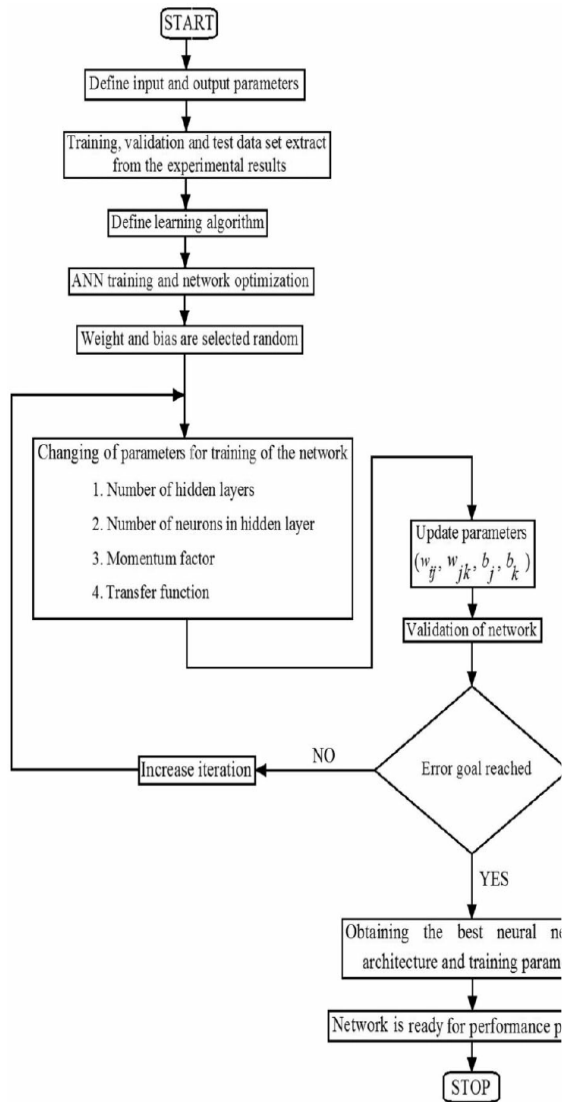 START
Define input and output parameters
Training, validation and test data set extract
from the experimental results
Define learning algorithm
ANN training and network optimization
Weight and bias are selected random
Changing of parameters for training of the network
1. Number of hidden layers
2. Number of neurons in hidden layer
3. Momentum factor
4. Transfer function
Update parameters
(w_ij, w_jk, b_j, b_k)
Validation of network
Error goal reached
NO
Increase iteration
YES
Obtaining the best neural ne
architecture and training param
Network is ready for performance p
STOP